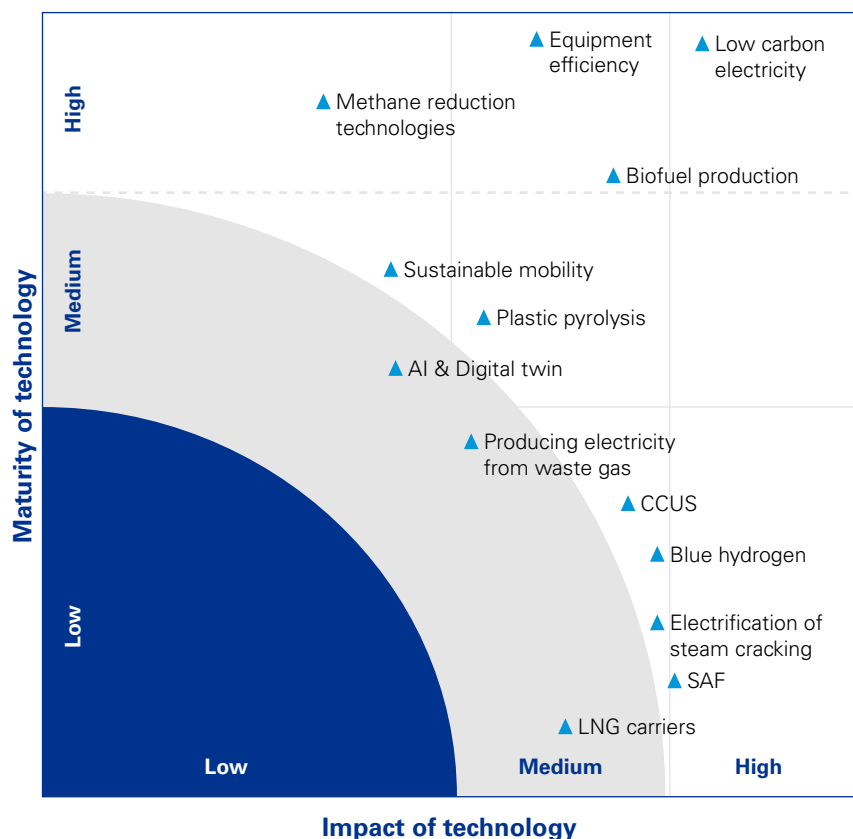 Equipment
efficiency
Low carbon
electricity
Methane reduction
technologies
Biofuel production
Sustainable mobility
Plastic pyrolysis
AI & Digital twin
Producing electricity
from waste gas
CCUS
Blue hydrogen
Electrification of
steam cracking
SAF
LNG carriers
High
Medium
Low
Maturity of technology
Low
Medium
High
Impact of technology